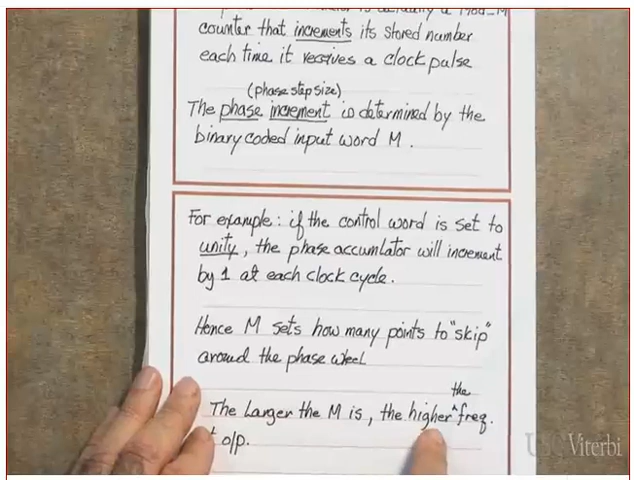 counter that increments its stored number
each time it receives a clock pulse
(phase step size)
The phase increment is determined by the
binary coded input word M.
For example: if the control word is set to
unity, the phase accumlator will increment
by 1 at each clock cycle.
Hence M sets how many points to "skip"
around the phase wheel
the
The Larger the M is, the higher ^ freq.
o/p.
USC Viterbi